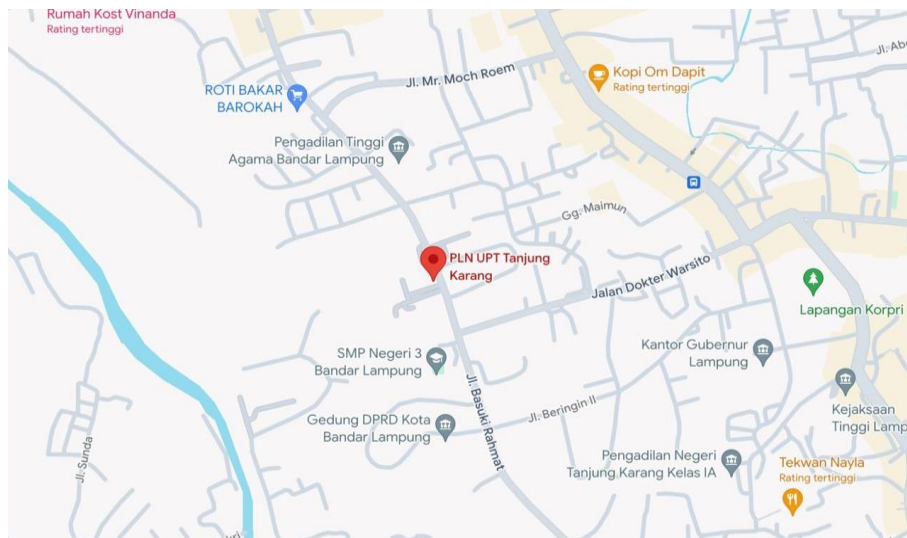 Rumah Kost Vinanda
Rating tertinggi
ROTI BAKAR
BAROKAH
Jl. Mr. Moch Roem
Kopi Om Dapit
Rating tertinggi
Pengadilan Tinggi
Agama Bandar Lampung
Gg. Maimun
PLN UPT Tanjung
Karang
Jalan Dokter Warsito
Lapangan Korpri
SMP Negeri 3
Bandar Lampung
Kantor Gubernur
Lampung
Jl. Basuki Rahmat
Jl. Beringin II
Gedung DPRD Kota
Bandar Lampung
Kejaksaan
Tinggi Lamp
Jl. Sunda
Pengadilan Negeri
Tanjung Karang Kelas IA
Tekwan Nayla
Rating tertinggi